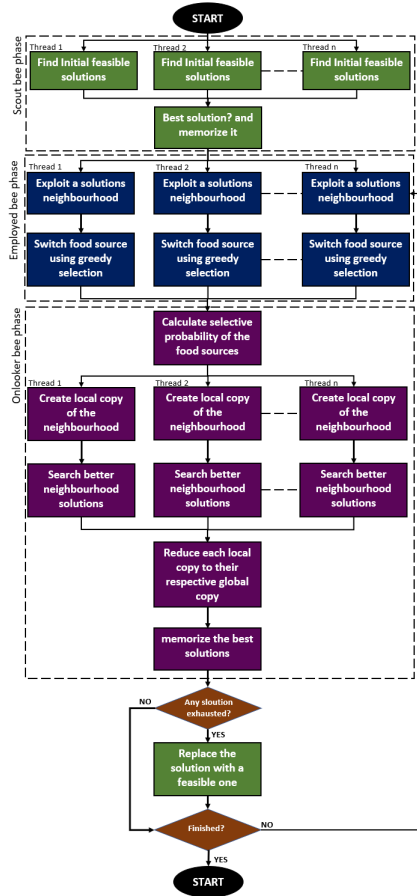 START
Scout bee phase
Thread 1
Thread 2
Thread n
Find Initial feasible
solutions
Find Initial feasible
solutions
Find Initial feasible
solutions
Best solution? and
memorize it
Employed bee phase
Thread 1
Thread 2
Thread n
Exploit a solutions
neighbourhood
Exploit a solutions
neighbourhood
Exploit a solutions
neighbourhood
Switch food source
using greedy
selection
Switch food source
using greedy
selection
Switch food source
using greedy
selection
Onlooker bee phase
Calculate selective
probability of the
food sources
Thread 1
Thread 2
Thread n
Create local copy
of the
neighbourhood
Create local copy
of the
neighbourhood
Create local copy
of the
neighbourhood
Search better
neighbourhood
solutions
Search better
neighbourhood
solutions
Search better
neighbourhood
solutions
Reduce each local
copy to their
respective global
copy
memorize the best
solutions
NO
Any sloution
exhausted?
YES
Replace the
solution with a
feasible one
Finished?
NO
YES
START